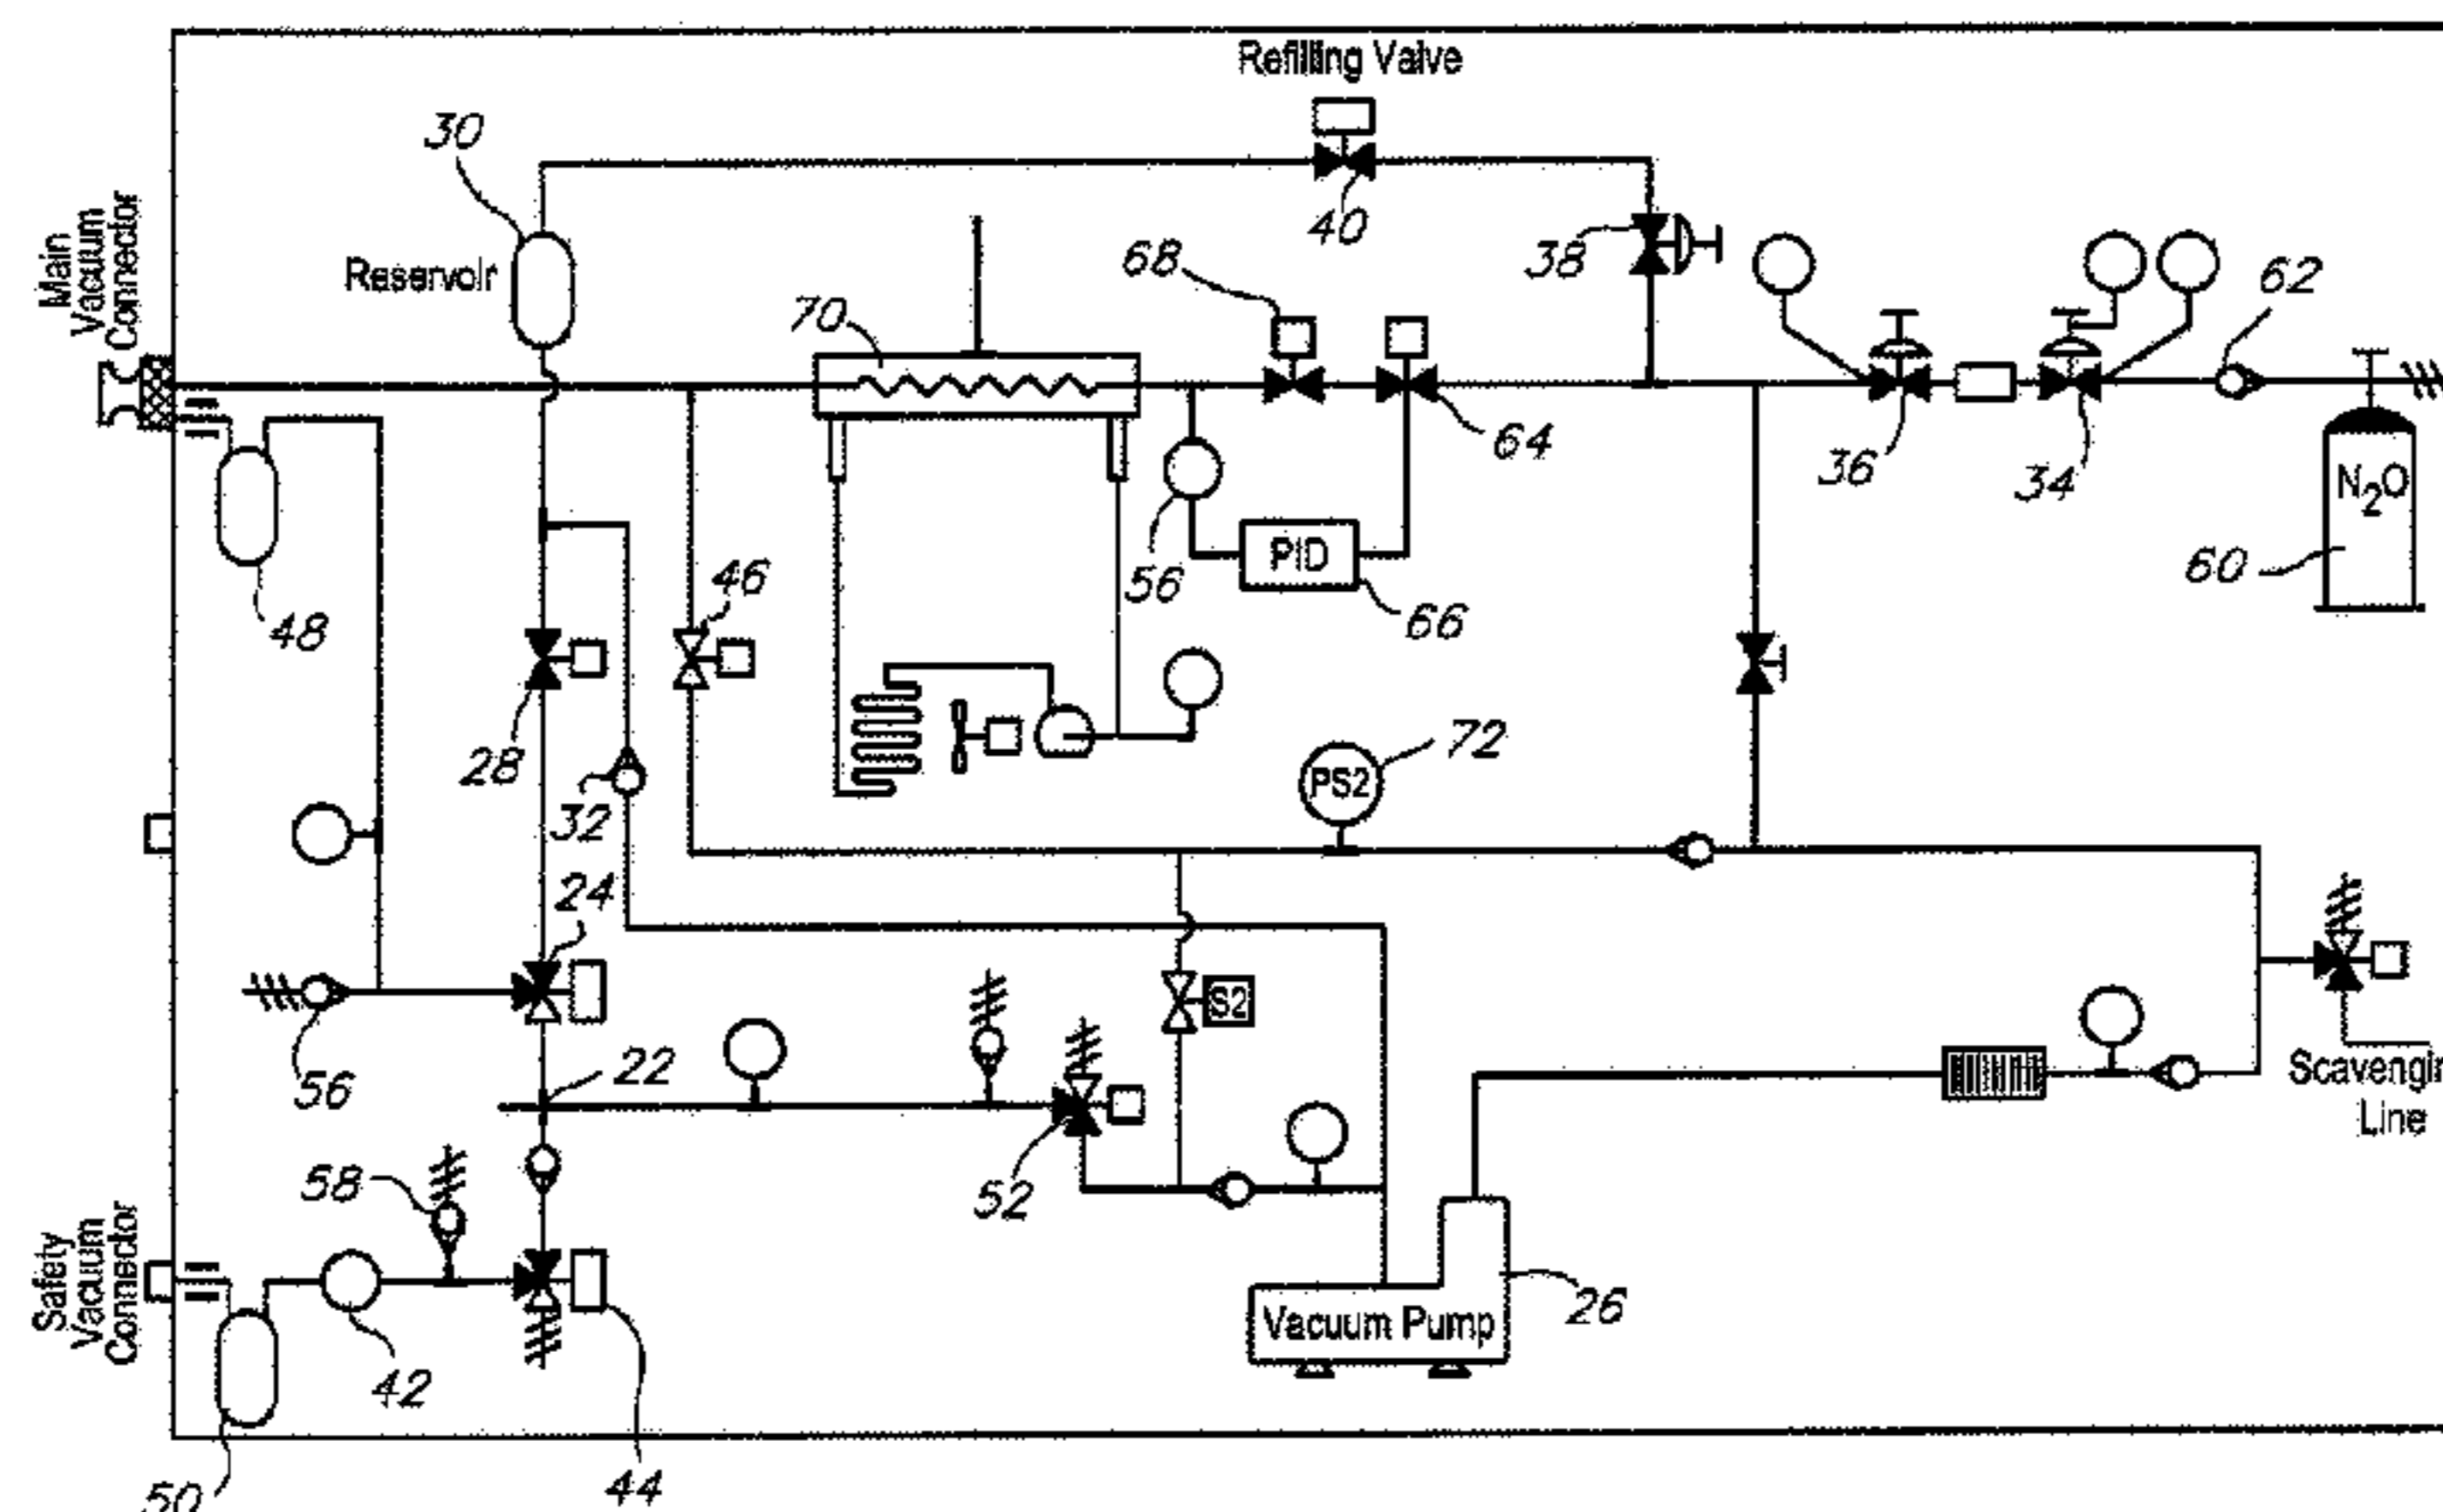 Refilling Valve
30
40
Main
Vacuum
Connector
Reservoir
38
68
62
70
64
36
34
N2O
56
PID
66
60
48
46
28
32
72
PS2
24
S2
56
22
52
58
Scavengin
Line
Safety
Vacuum
Connector
Vacuum Pump
26
42
44
50